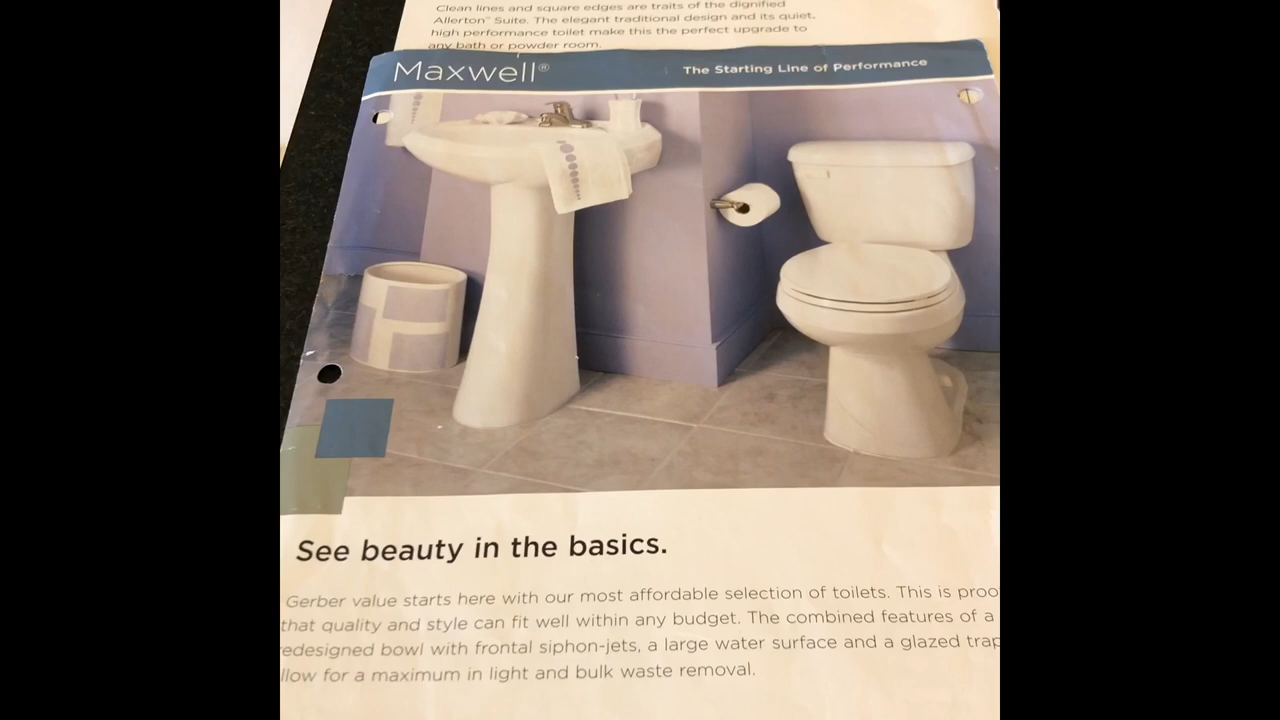 Clean lines and square edges are traits of the dignified
Allerton™ Suite. The elegant traditional design and its quiet,
high performance toilet make this the perfect upgrade to
any bath or powder room.
Maxwell® The Starting Line of Performance
See beauty in the basics.
Gerber value starts here with our most affordable selection of toilets. This is proo
that quality and style can fit well within any budget. The combined features of a
edesigned bowl with frontal siphon-jets, a large water surface and a glazed trap
llow for a maximum in light and bulk waste removal.